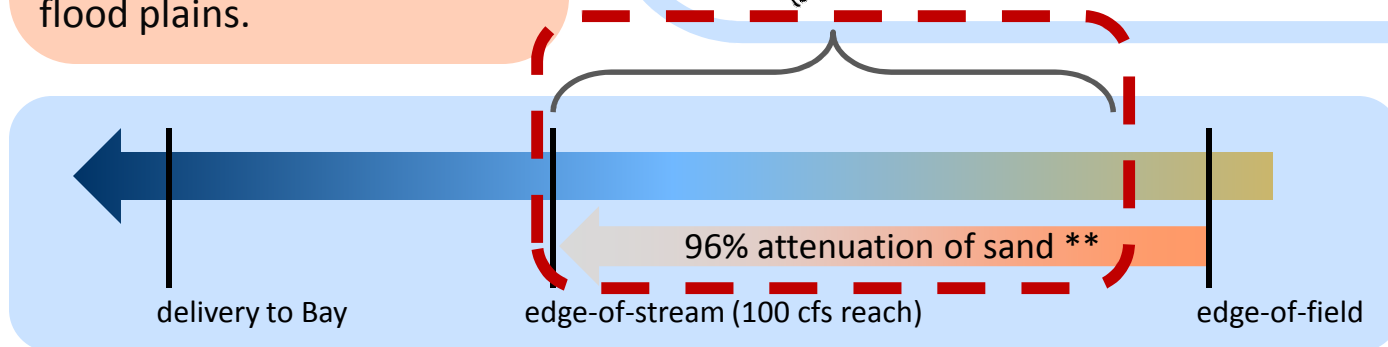 flood plains.
96% attenuation of sand **
delivery to Bay
edge-of-stream (100 cfs reach)
edge-of-field